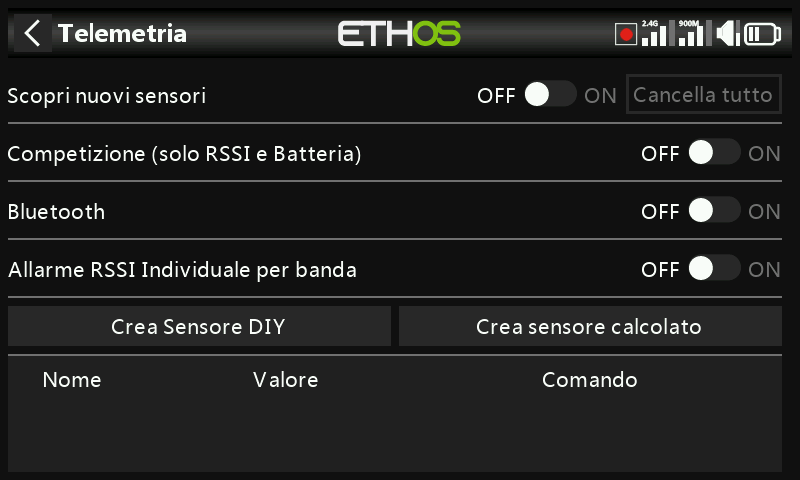 Telemetria ETHOS 2.4G 900M
Scopri nuovi sensori OFF ON Cancella tutto
Competizione (solo RSSI e Batteria) OFF ON
Bluetooth OFF ON
Allarme RSSI Individuale per banda OFF ON
Crea Sensore DIY Crea sensore calcolato
Nome Valore Comando